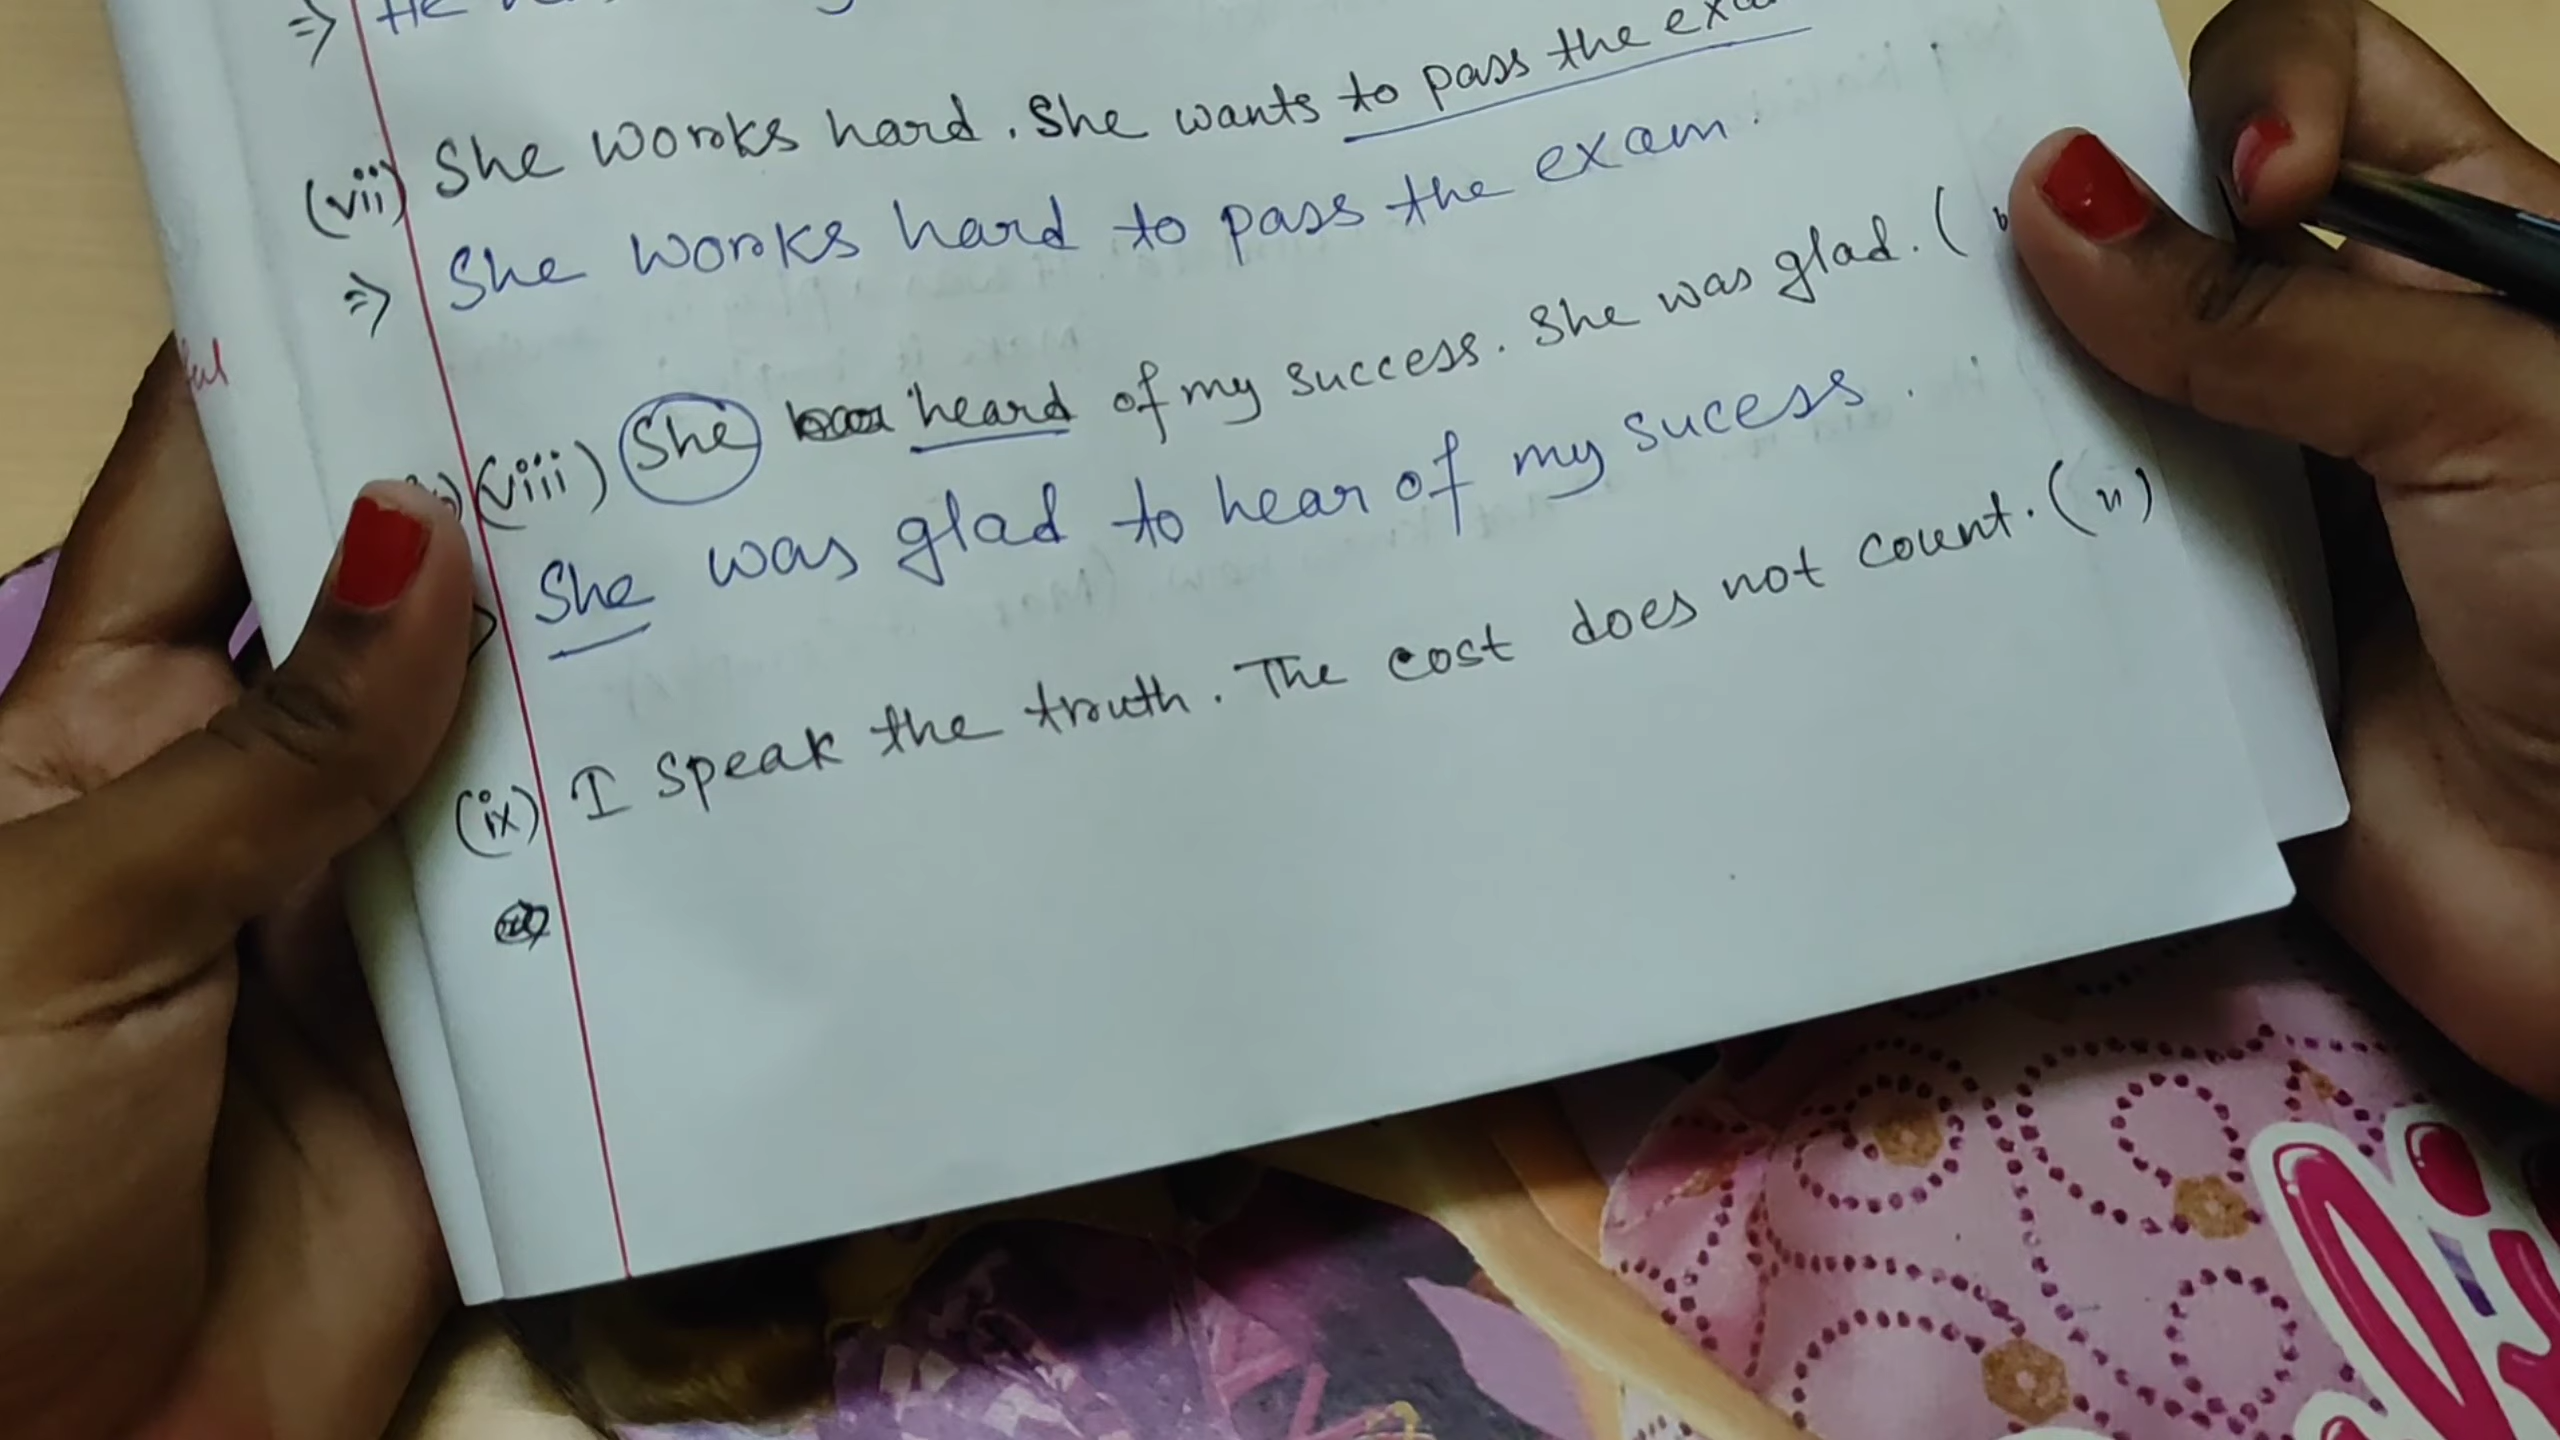 ⇒ He
(vii) She works hard. She wants to pass the exam
⇒ She works hard to pass the exam.
(viii) She heard of my success. She was glad. (
She was glad to hear of my sucess.
(ix) I speak the truth. The cost does not count. (n)